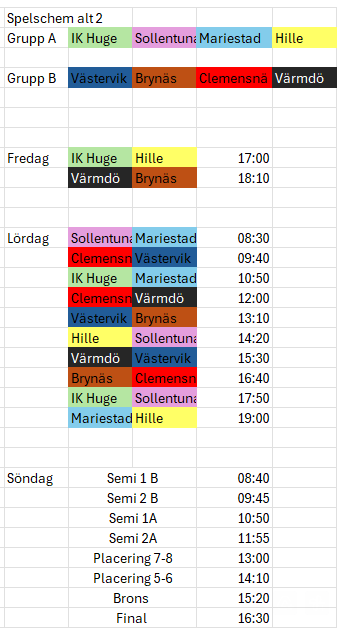 Spelschem alt 2
Grupp A IK Huge Sollentuna Mariestad Hille
Grupp B Västervik Brynäs Clemensnä Värmdö
Fredag IK Huge Hille 17:00
Värmdö Brynäs 18:10
Lördag Sollentuna Mariestad 08:30
Clemensn Västervik 09:40
IK Huge Mariestad 10:50
Clemensn Värmdö 12:00
Västervik Brynäs 13:10
Hille Sollentuna 14:20
Värmdö Västervik 15:30
Brynäs Clemensn 16:40
IK Huge Sollentuna 17:50
Mariestad Hille 19:00
Söndag Semi 1 B 08:40
Semi 2 B 09:45
Semi 1A 10:50
Semi 2A 11:55
Placering 7-8 13:00
Placering 5-6 14:10
Brons 15:20
Final 16:30